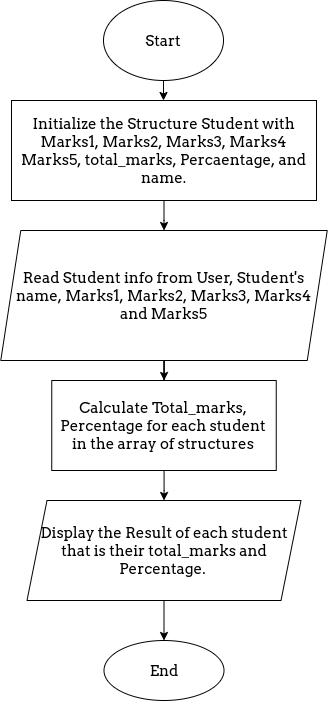 Start
Initialize the Structure Student with
Marks1, Marks2, Marks3, Marks4
Marks5, total_marks, Percaentage, and
name.
Read Student info from User, Student's
name, Marks1, Marks2, Marks3, Marks4
and Marks5
Calculate Total_marks,
Percentage for each student
in the array of structures
Display the Result of each student
that is their total_marks and
Percentage.
End